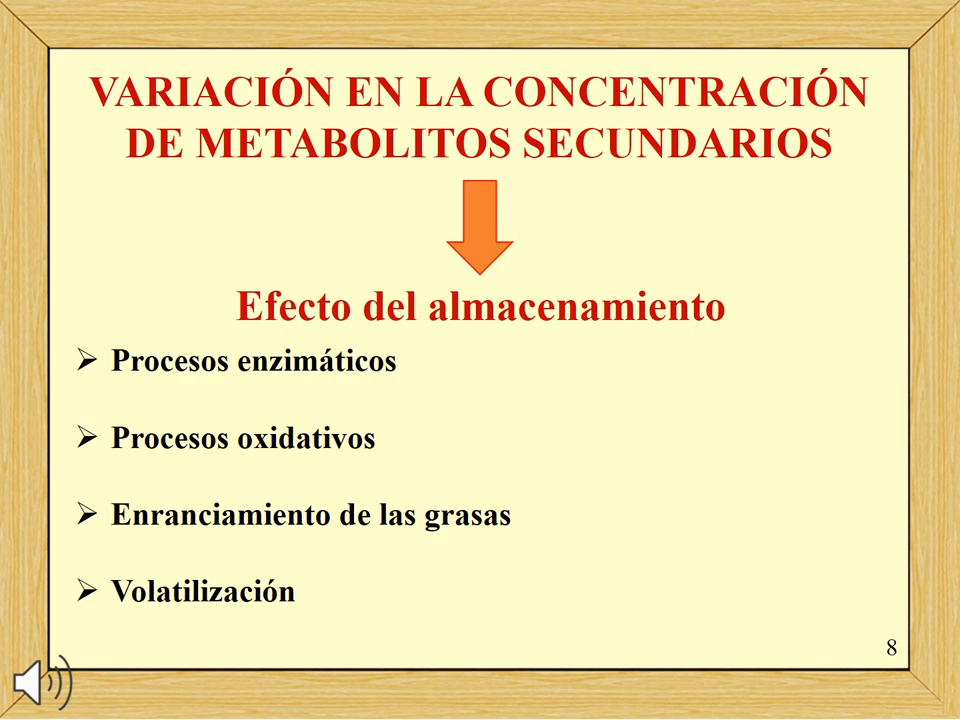 VARIACIÓN EN LA CONCENTRACIÓN
DE METABOLITOS SECUNDARIOS
Efecto del almacenamiento
Procesos enzimáticos
Procesos oxidativos
Enranciamiento de las grasas
Volatilización
8